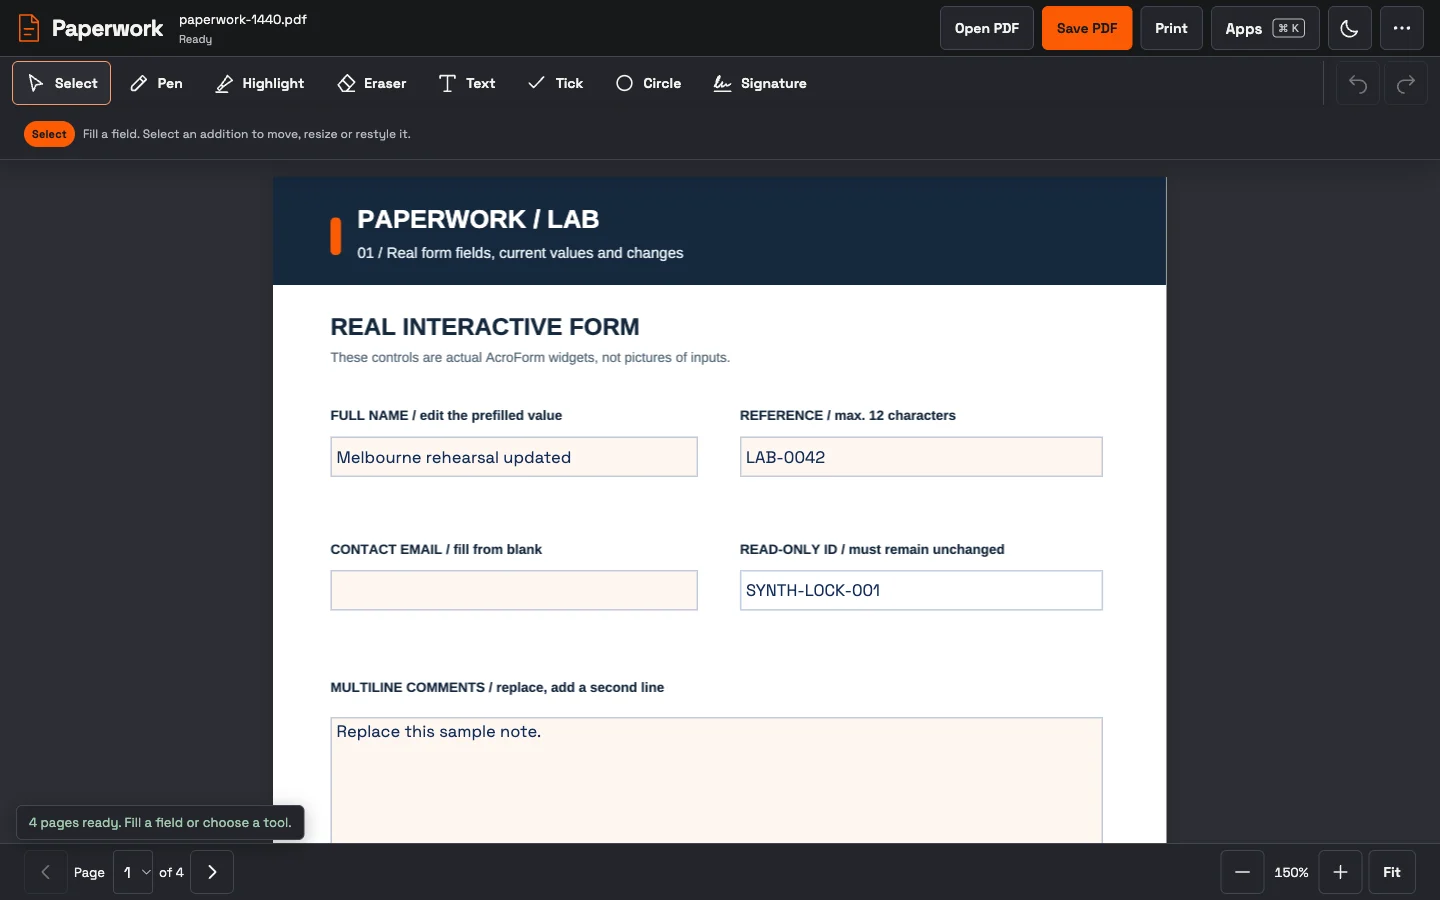 Paperwork
paperwork-1440.pdf
Ready
Open PDF
Save PDF
Print
Apps ⌘ K
Select
Pen
Highlight
Eraser
Text
Tick
Circle
Signature
Select Fill a field. Select an addition to move, resize or restyle it.
PAPERWORK / LAB
01 / Real form fields, current values and changes
REAL INTERACTIVE FORM
These controls are actual AcroForm widgets, not pictures of inputs.
FULL NAME / edit the prefilled value
Melbourne rehearsal updated
REFERENCE / max. 12 characters
LAB-0042
CONTACT EMAIL / fill from blank
READ-ONLY ID / must remain unchanged
SYNTH-LOCK-001
MULTILINE COMMENTS / replace, add a second line
Replace this sample note.
4 pages ready. Fill a field or choose a tool.
Page 1 of 4
150%
Fit